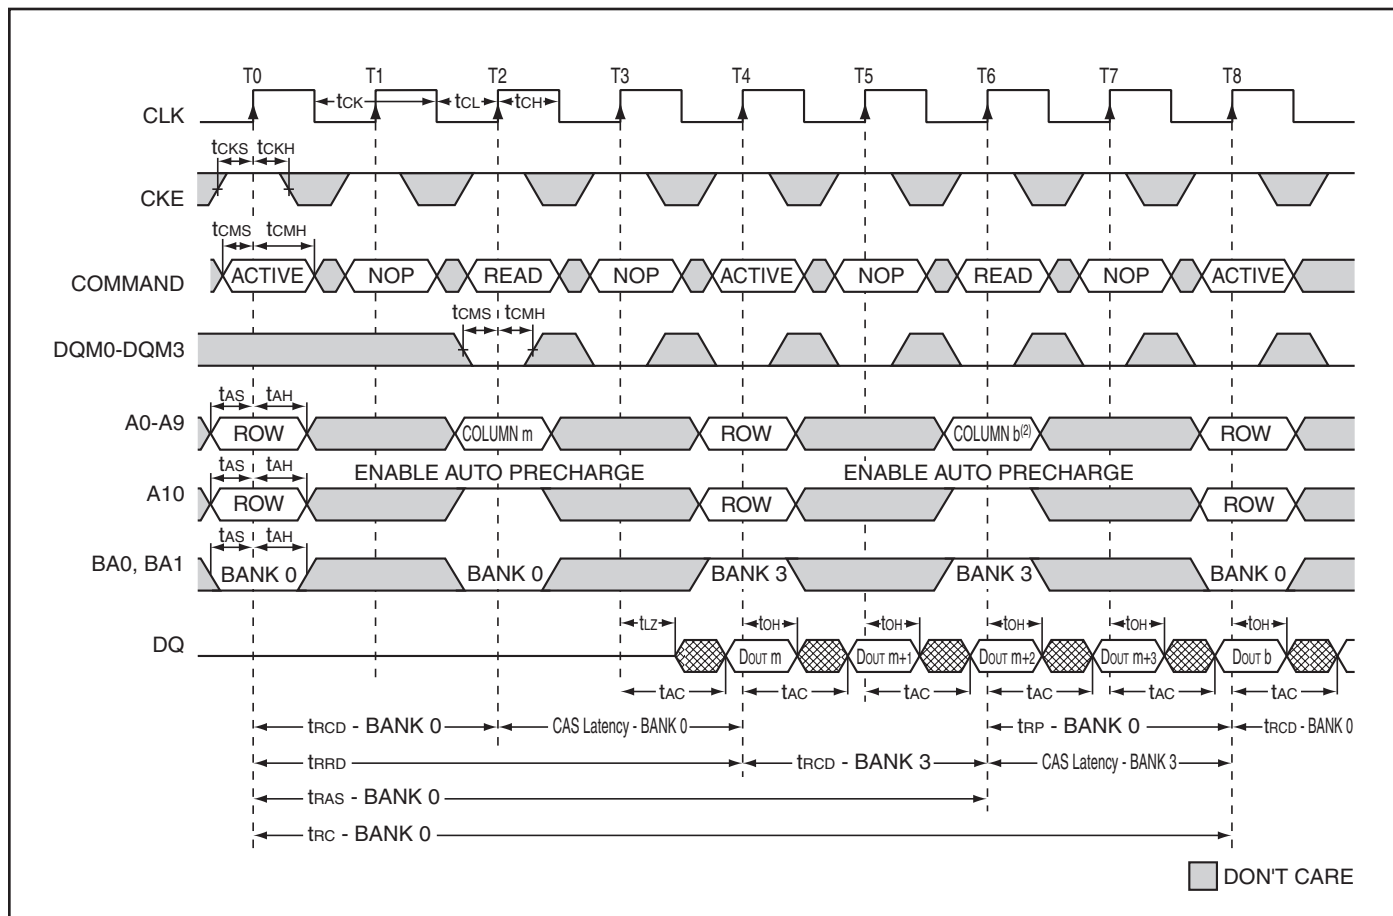 T0 T1 T2 T3 T4 T5 T6 T7 T8
tCK tCL tCH
CLK
tCKS tCKH
CKE
tCMS tCMH
COMMAND ACTIVE NOP READ NOP ACTIVE NOP READ NOP ACTIVE
tCMS tCMH
DQM0-DQM3
tAS tAH
A0-A9 ROW COLUMN m ROW COLUMN b(2) ROW
tAS tAH ENABLE AUTO PRECHARGE ENABLE AUTO PRECHARGE
A10 ROW ROW ROW
tAS tAH
BA0, BA1 BANK 0 BANK 0 BANK 3 BANK 3 BANK 0
tLZ tOH tOH tOH tOH tOH
DQ DOUT m DOUT m+1 DOUT m+2 DOUT m+3 DOUT b
tAC tAC tAC tAC tAC tAC
tRCD - BANK 0 CAS Latency - BANK 0 tRP - BANK 0 tRCD - BANK 0
tRRD tRCD - BANK 3 CAS Latency - BANK 3
tRAS - BANK 0
tRC - BANK 0
DON'T CARE